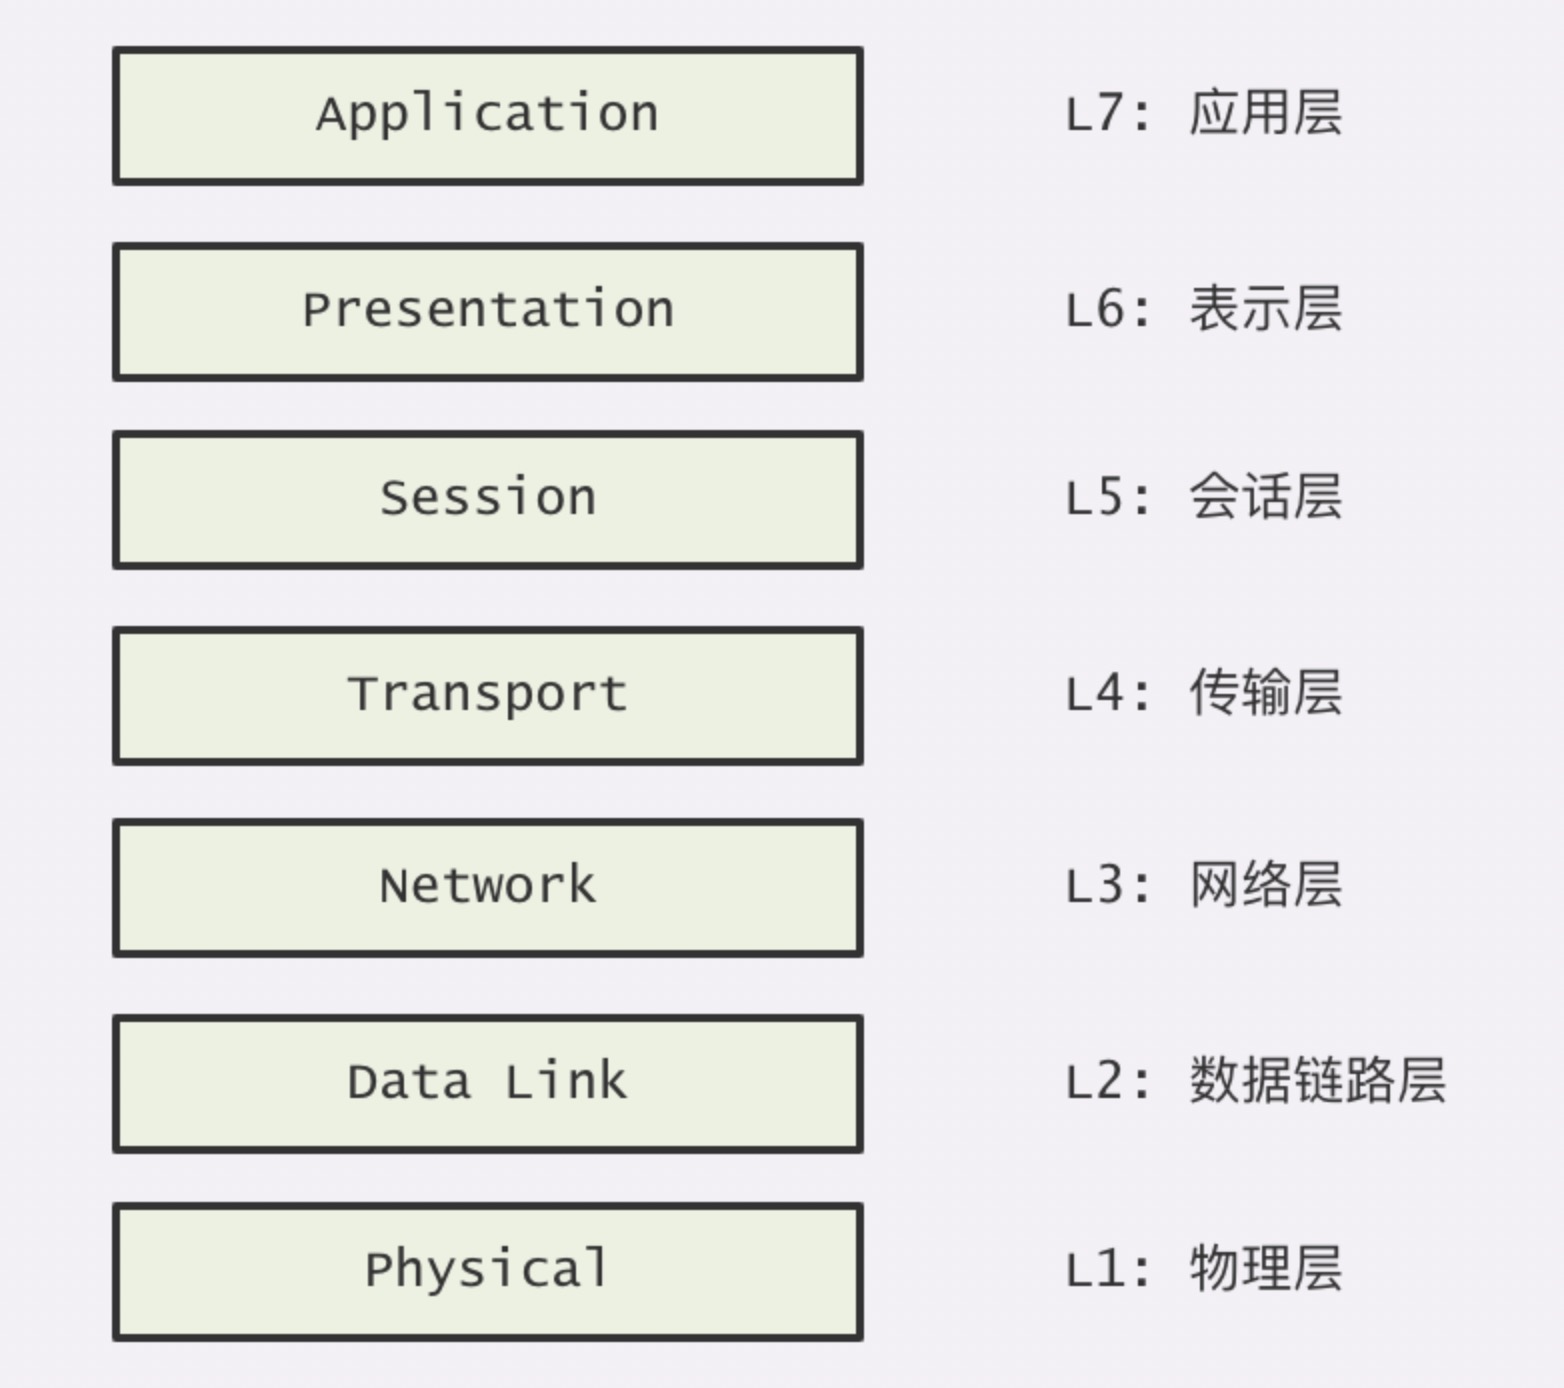 Application L7: 应用层
Presentation L6: 表示层
Session L5: 会话层
Transport L4: 传输层
Network L3: 网络层
Data Link L2: 数据链路层
Physical L1: 物理层